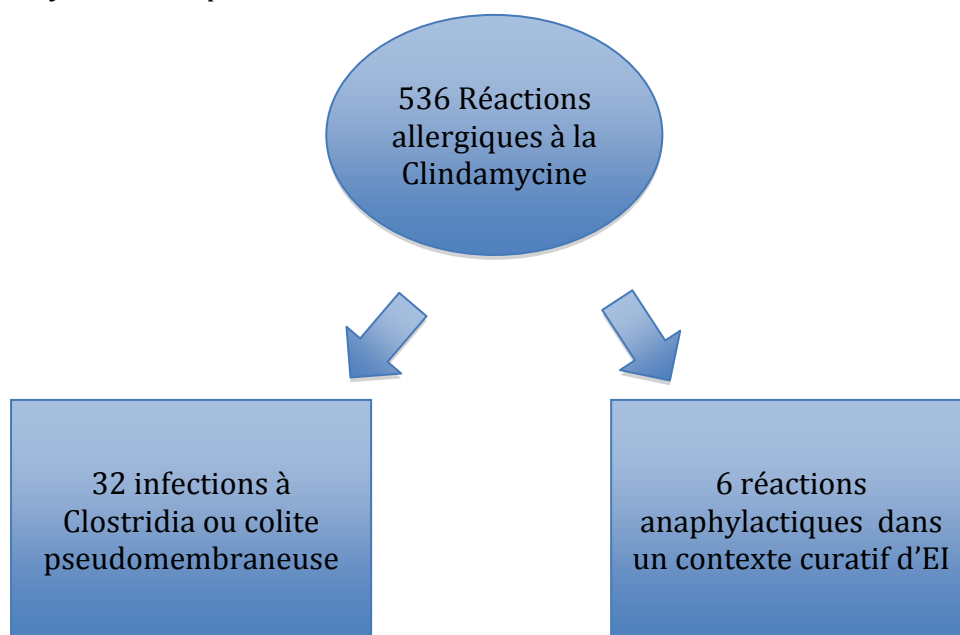 536 Réactions
allergiques à la
Clindamycine
32 infections à
Clostridia ou colite
pseudomembraneuse
6 réactions
anaphylactiques dans
un contexte curatif d’EI